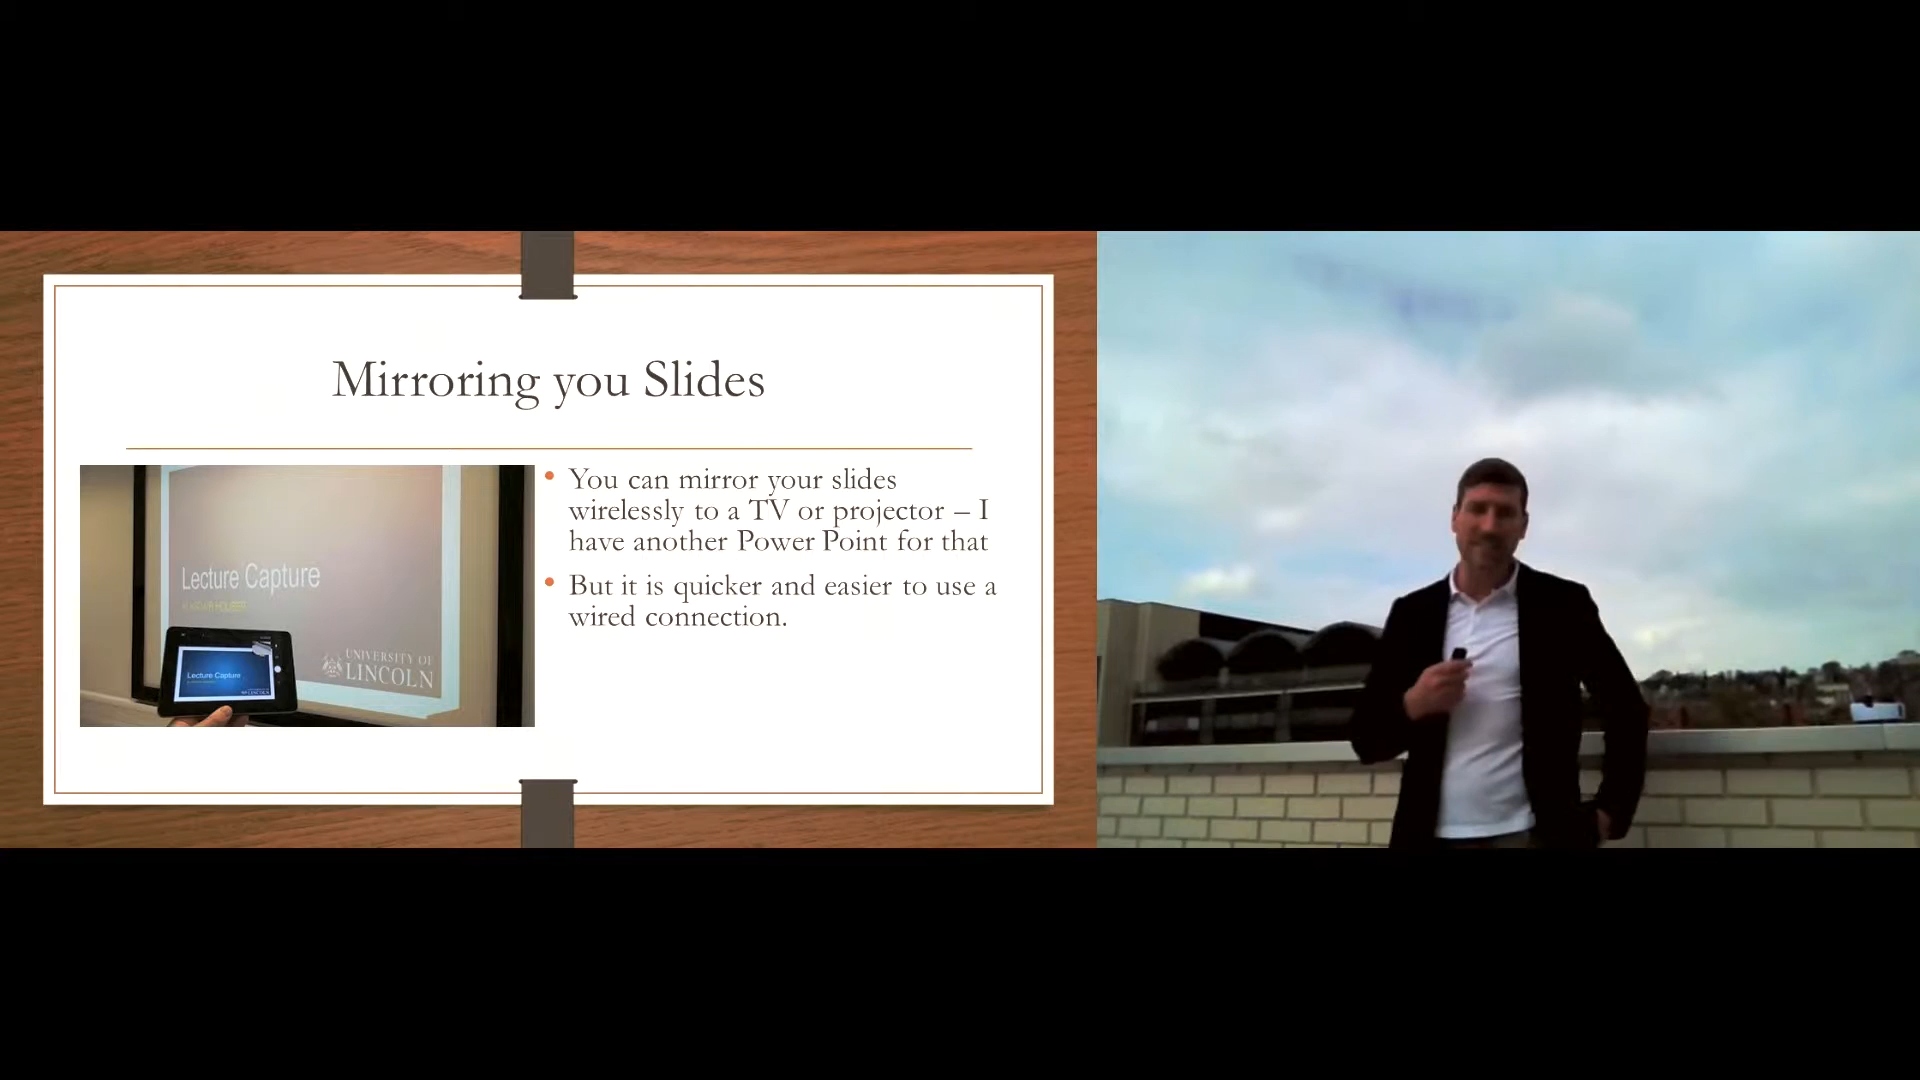 Mirroring you Slides
• You can mirror your slides
wirelessly to a TV or projector – I
have another Power Point for that
• But it is quicker and easier to use a
wired connection.
Lecture Capture
UNIVERSITY OF
LINCOLN
Lecture Capture